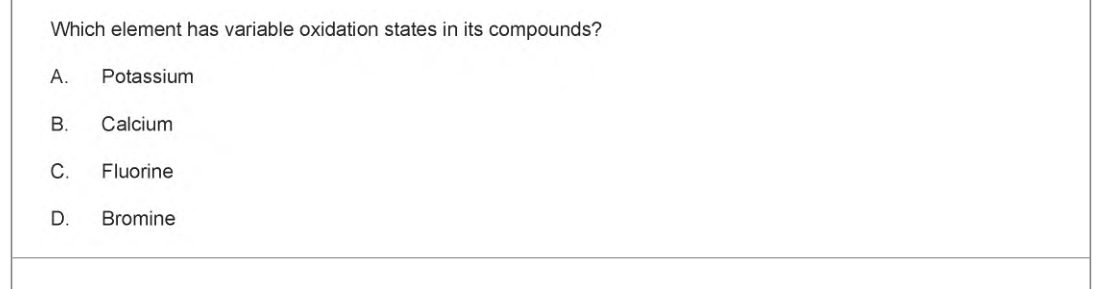 Which element has variable oxidation states in its compounds?
A. Potassium
B. Calcium
C. Fluorine
D. Bromine